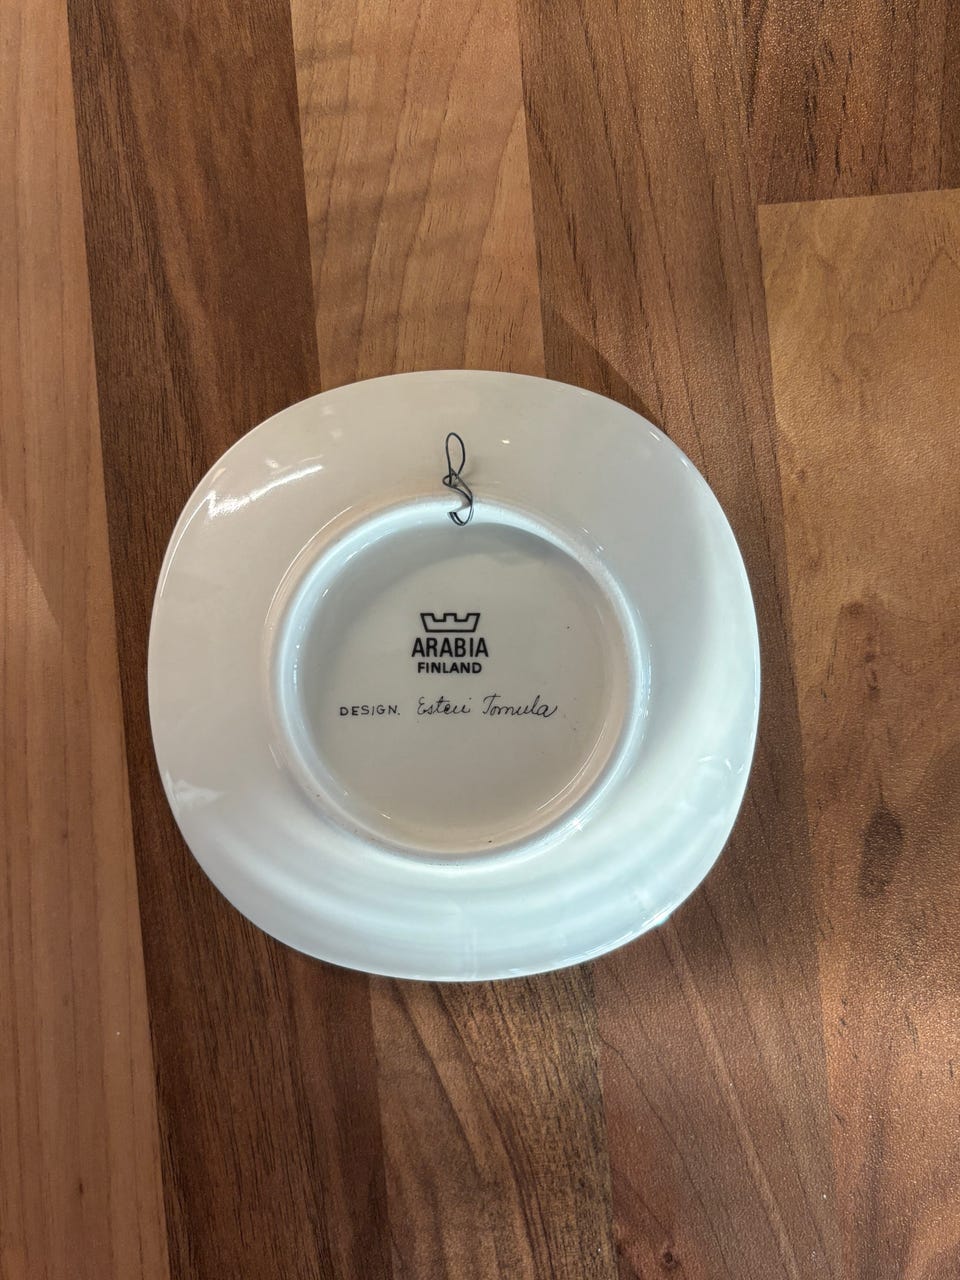 ARABIA
FINLAND
DESIGN. Esteri Tomula